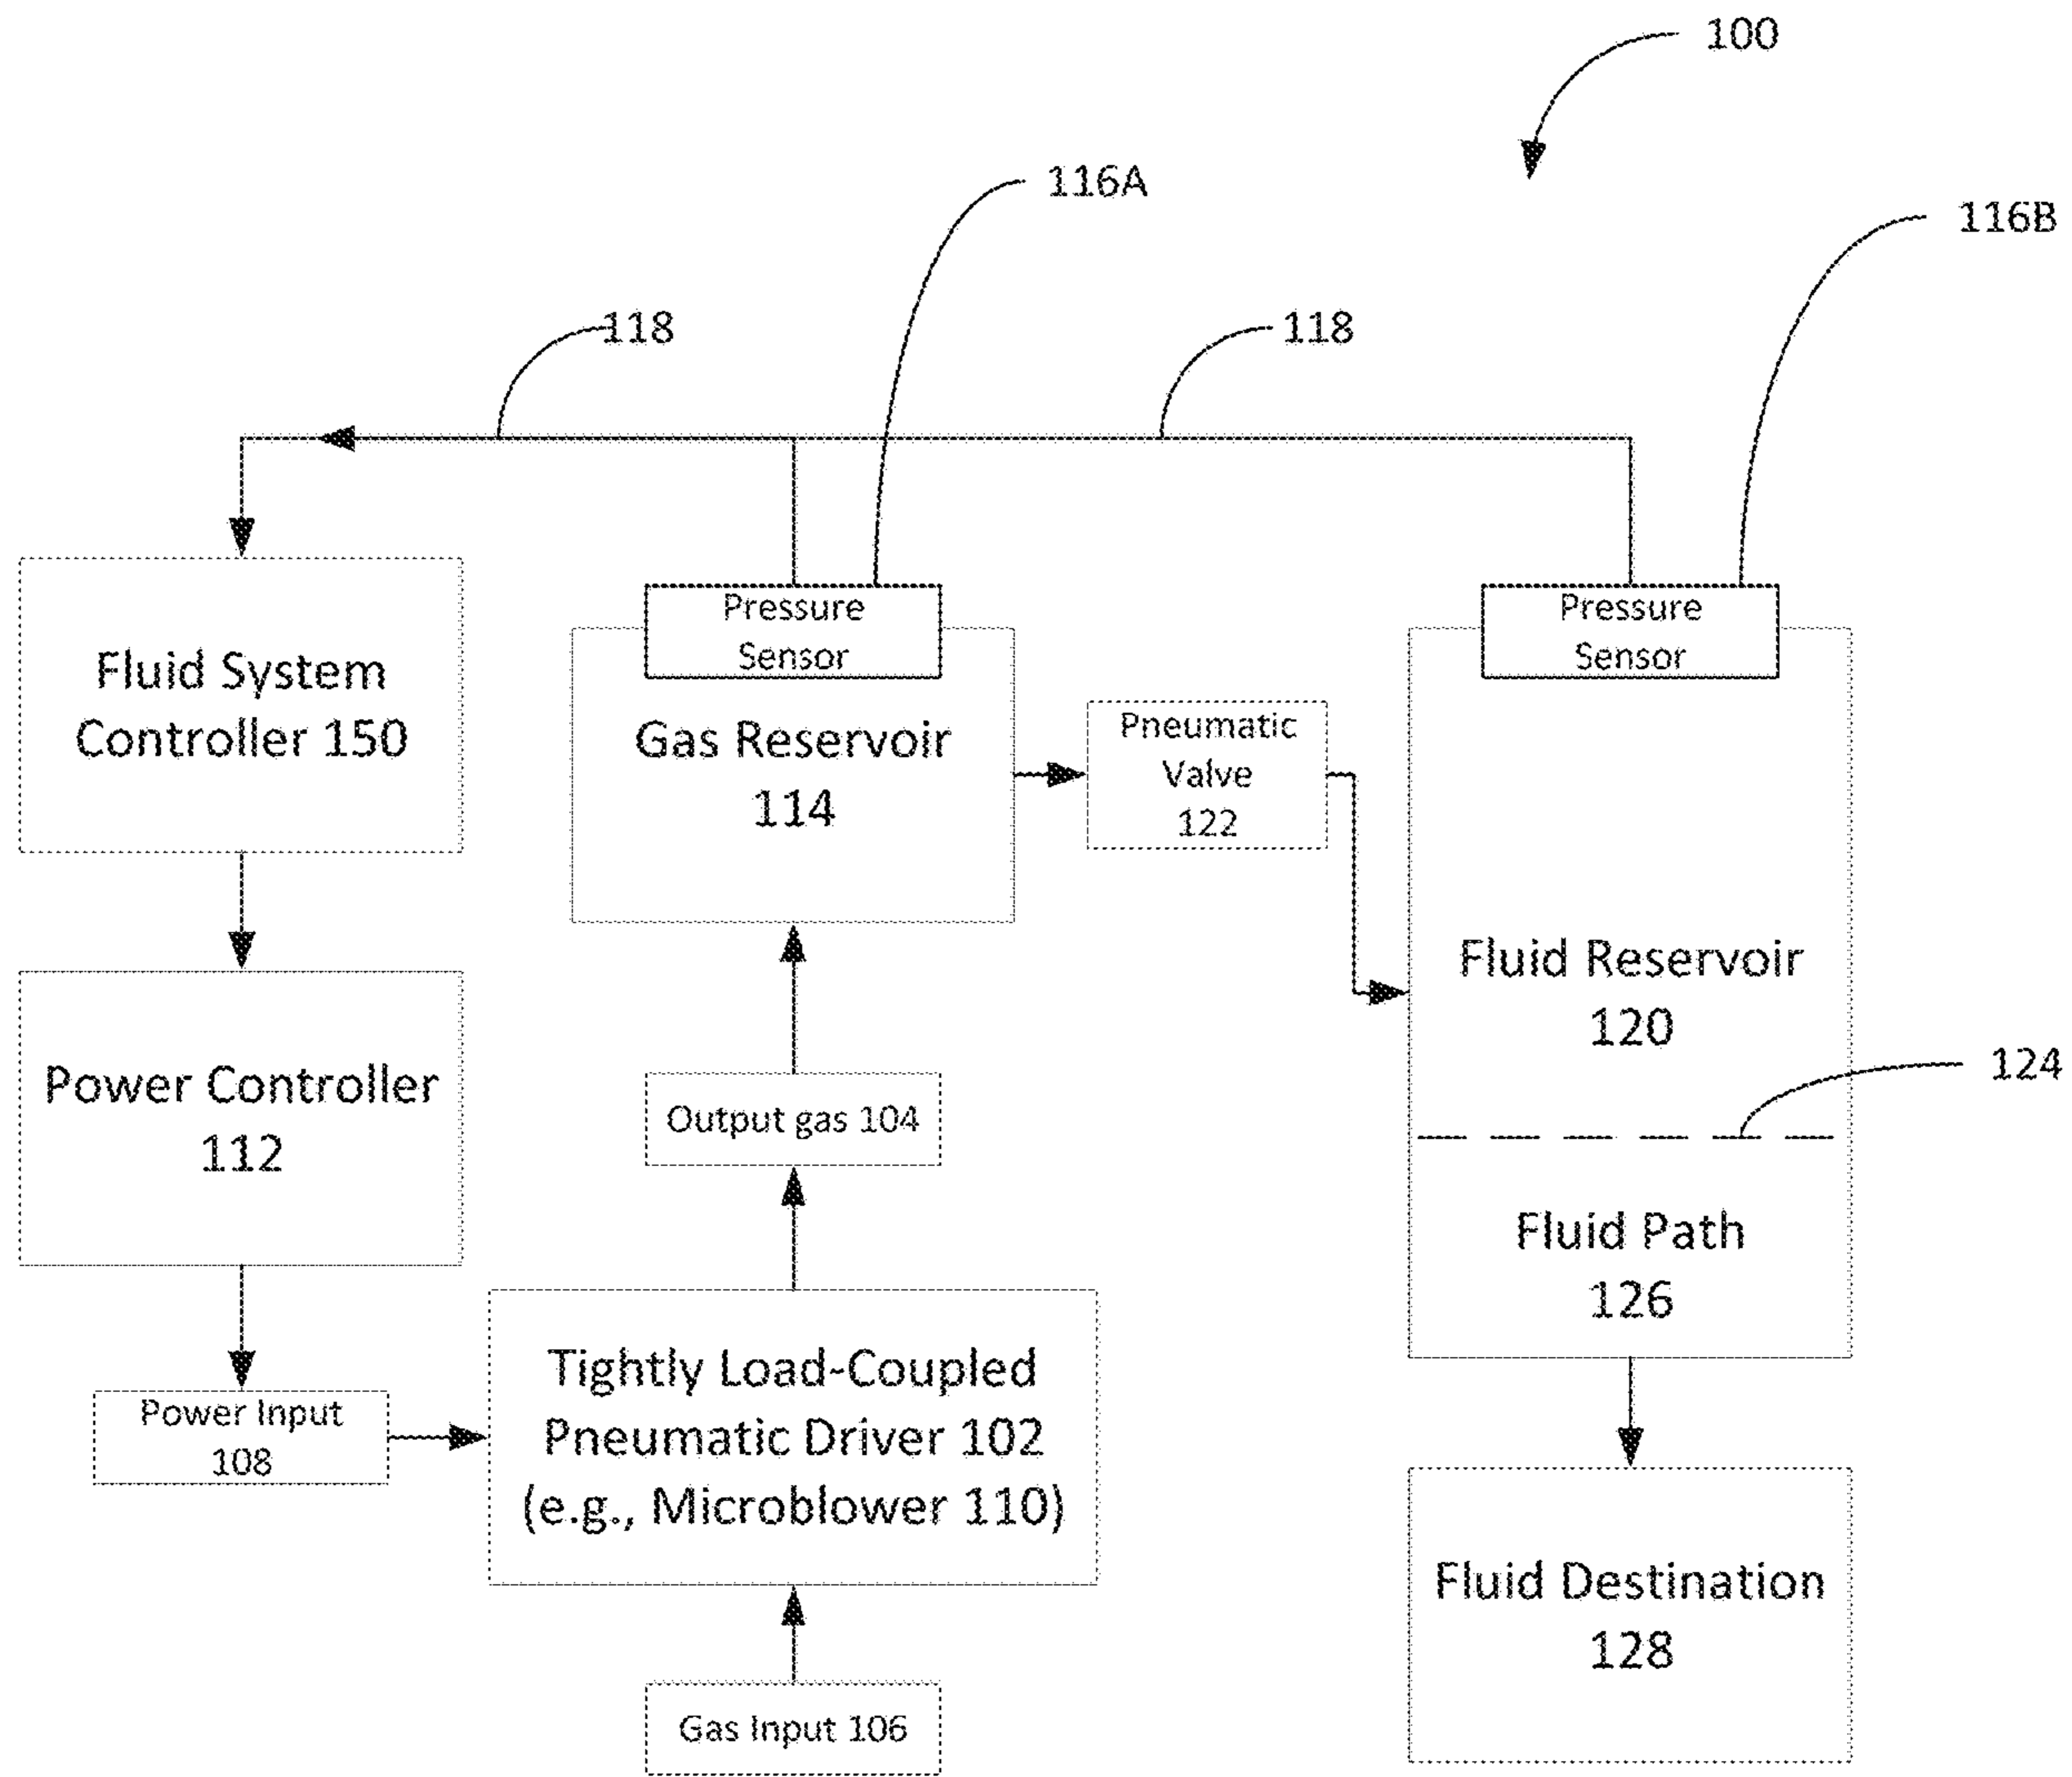 100
116A
116B
118
118
Pressure
Sensor
Pressure
Sensor
Fluid System
Controller 150
Gas Reservoir
114
Pneumatic
Valve
122
Fluid Reservoir
120
124
Power Controller
112
Output gas 104
Fluid Path
126
Tightly Load-Coupled
Pneumatic Driver 102
(e.g., Microblower 110)
Power Input
108
Fluid Destination
128
Gas Input 106